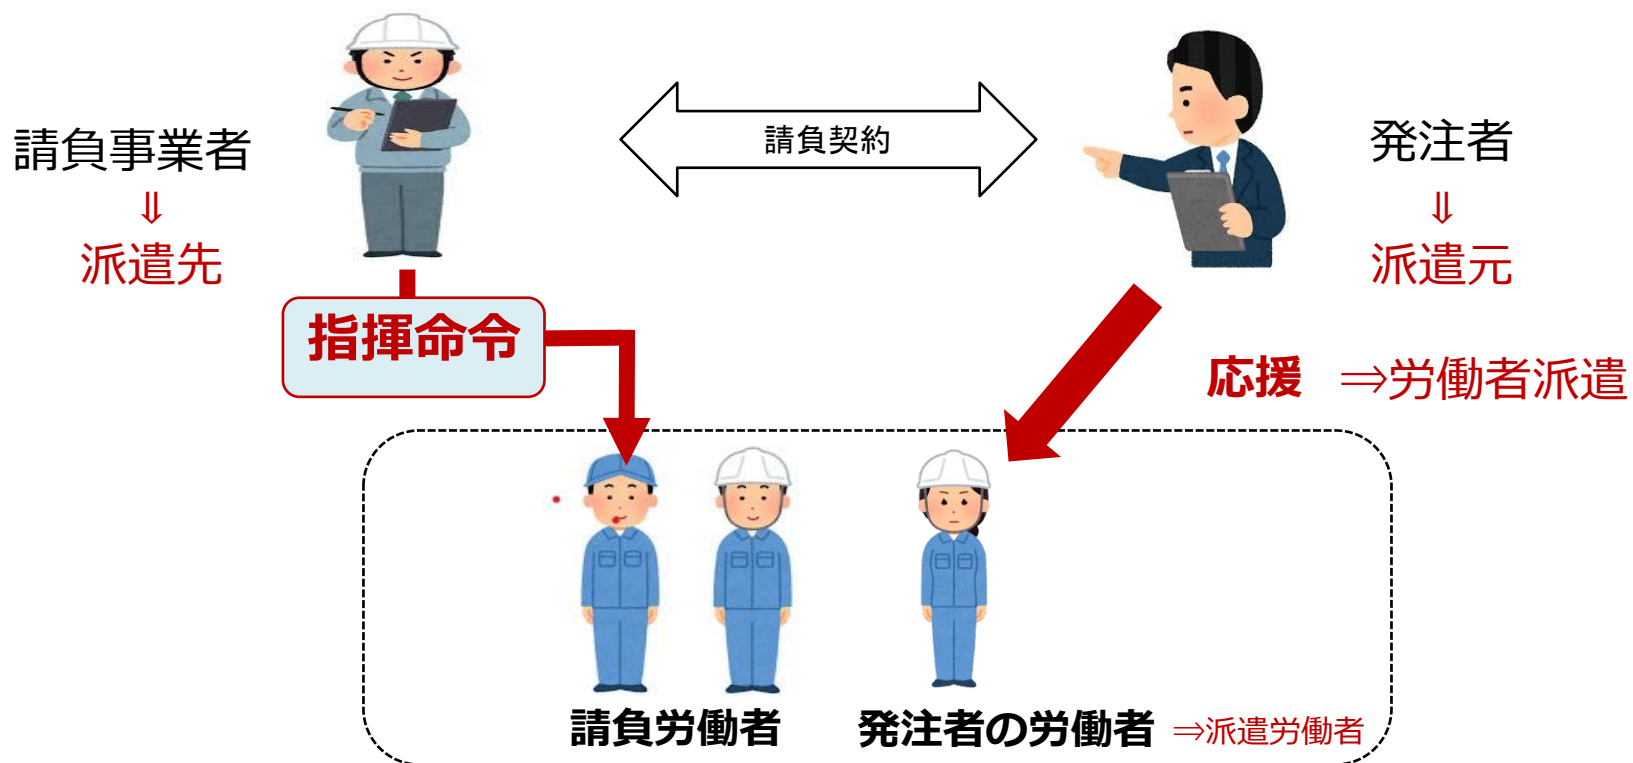 請負事業者
⇓
派遣先
請負契約
発注者
⇓
派遣元
指揮命令
応援 ⇒労働者派遣
請負労働者
発注者の労働者 ⇒派遣労働者